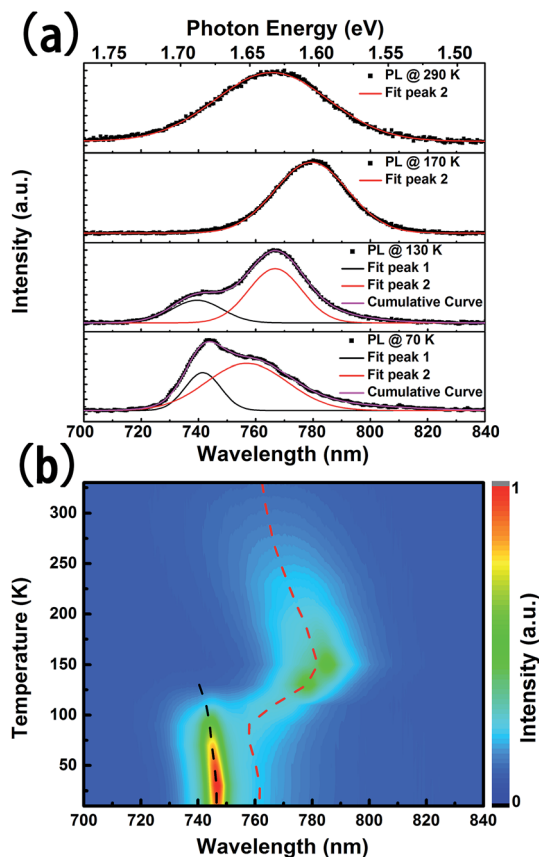 (a)
Photon Energy (eV)
1.75 1.70 1.65 1.60 1.55 1.50
PL @ 290 K
Fit peak 2
PL @ 170 K
Fit peak 2
PL @ 130 K
Fit peak 1
Fit peak 2
Cumulative Curve
PL @ 70 K
Fit peak 1
Fit peak 2
Cumulative Curve
Intensity (a.u.)
700 720 740 760 780 800 820 840
Wavelength (nm)
(b)
300
250
200
150
100
50
Temperature (K)
700 720 740 760 780 800 820 840
Wavelength (nm)
1
0
Intensity (a.u.)